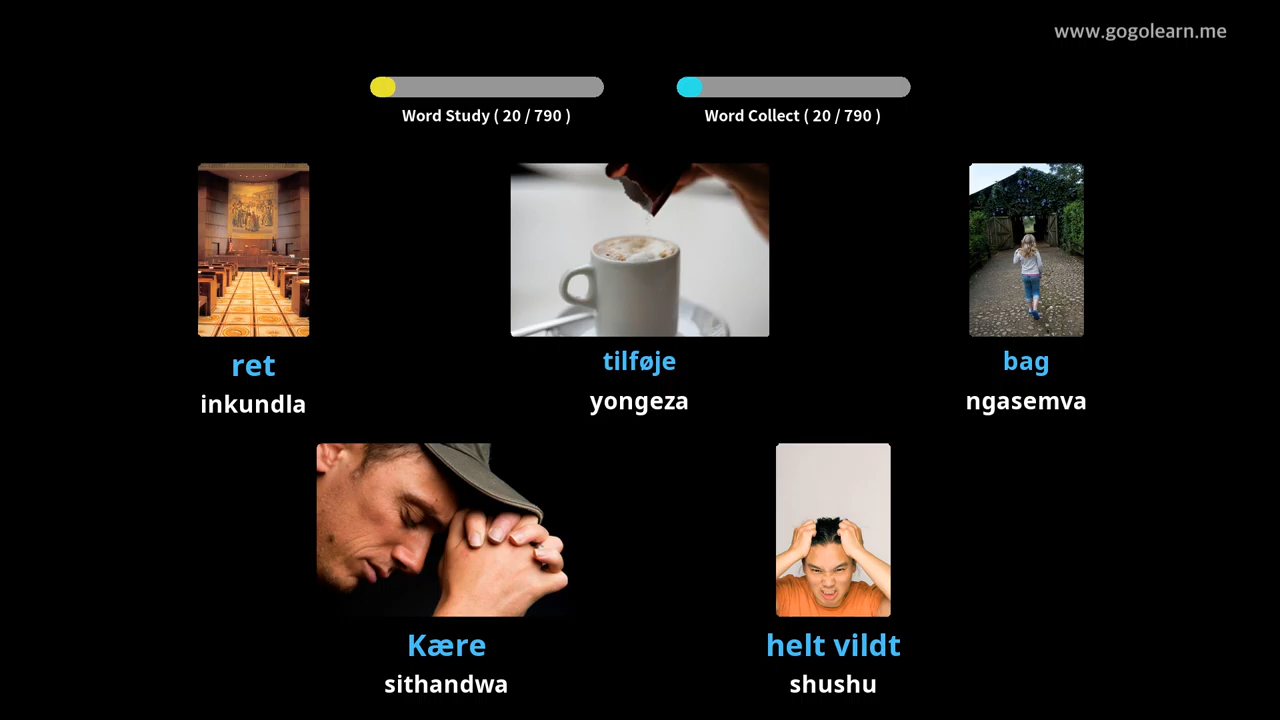 www.gogolearn.me
Word Study ( 20 / 790 )
Word Collect ( 20 / 790 )
ret
inkundla
tilføje
yongeza
bag
ngasemva
Kære
sithandwa
helt vildt
shushu